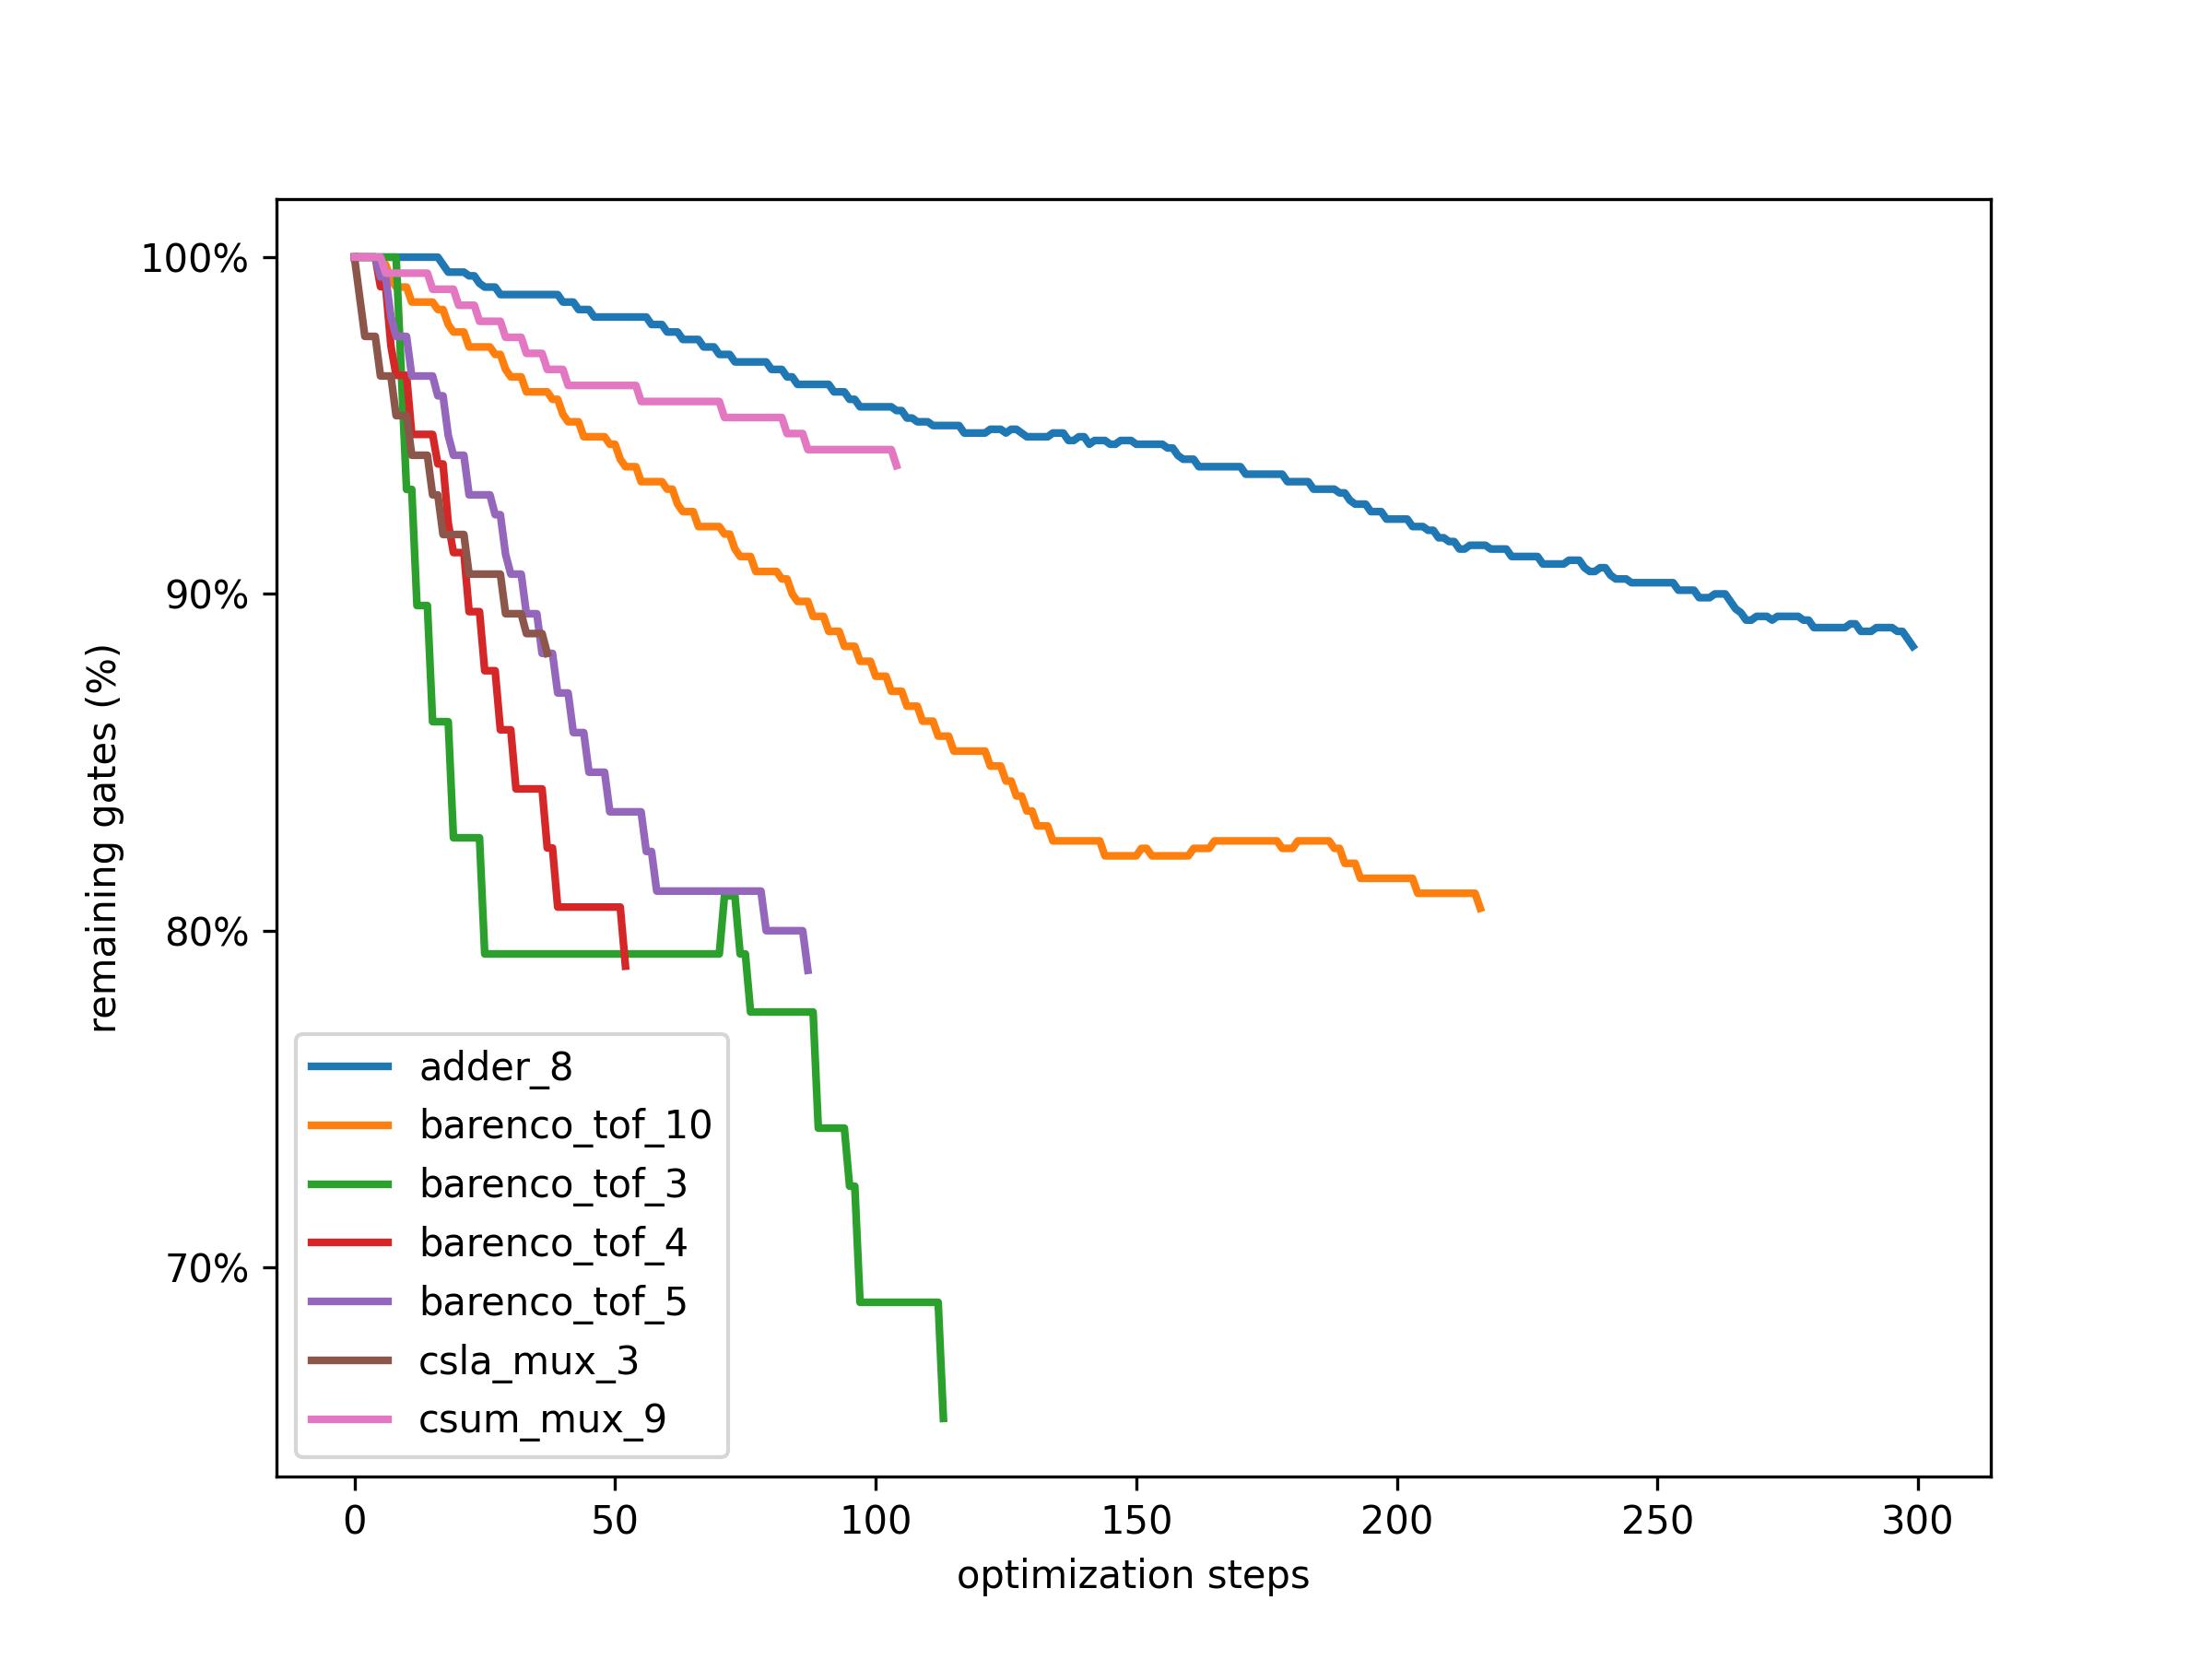 100%
90%
80%
70%
remaining gates (%)
adder_8
barenco_tof_10
barenco_tof_3
barenco_tof_4
barenco_tof_5
csla_mux_3
csum_mux_9
0 50 100 150 200 250 300
optimization steps